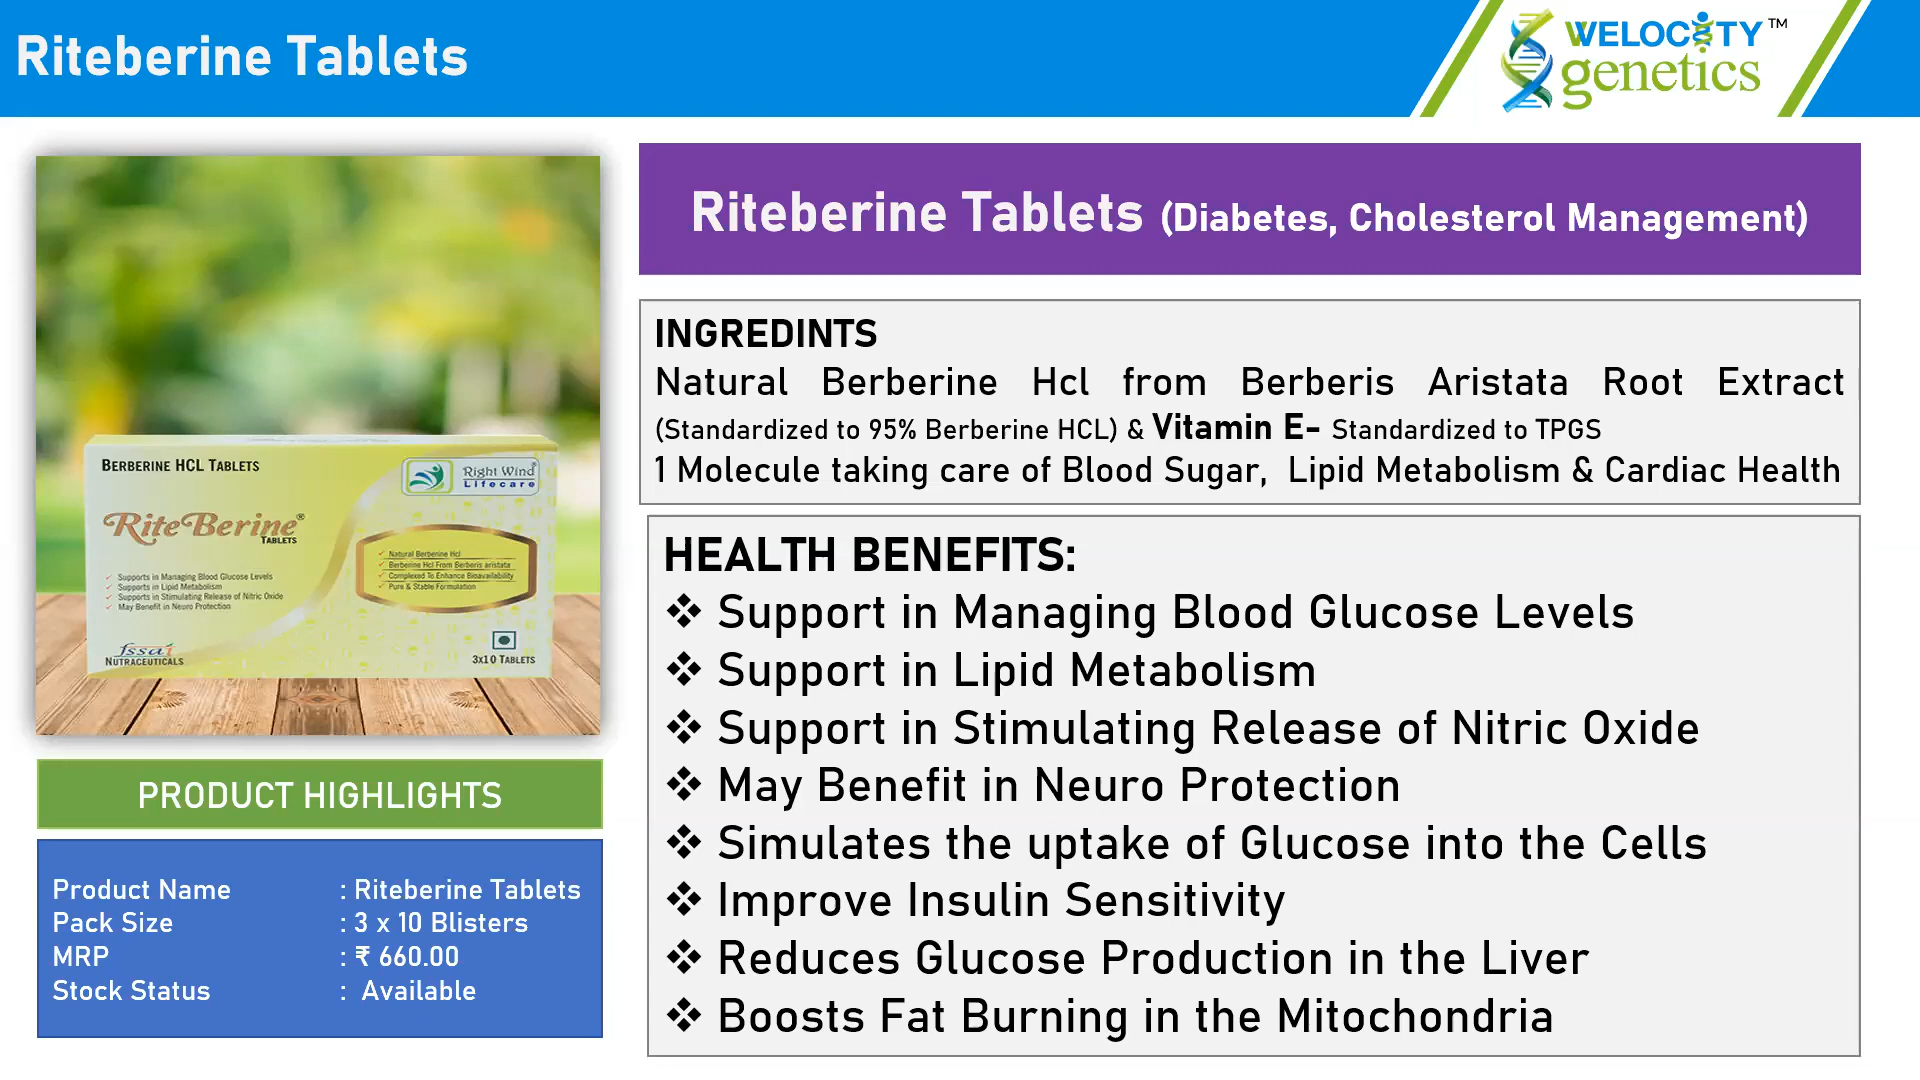 Riteberine Tablets
WELOCITY™
genetics
Riteberine Tablets (Diabetes, Cholesterol Management)
INGREDINTS
Natural Berberine Hcl from Berberis Aristata Root Extract
(Standardized to 95% Berberine HCL) & Vitamin E- Standardized to TPGS
1 Molecule taking care of Blood Sugar, Lipid Metabolism & Cardiac Health
BERBERINE HCL TABLETS
Right Wind®
Lifecare
RiteBerine®
TABLETS
✓ Natural Berberine Hcl
✓ Berberine Hcl From Berberis aristata
✓ Complexed To Enhance Bioavailability
✓ Pure & Stable Formulation
✓ Supports in Managing Blood Glucose Levels
✓ Supports in Lipid Metabolism
✓ Supports in Stimulating Release of Nitric Oxide
✓ May Benefit in Neuro Protection
fssai
NUTRACEUTICALS
3x10 TABLETS
HEALTH BENEFITS:
❖ Support in Managing Blood Glucose Levels
❖ Support in Lipid Metabolism
❖ Support in Stimulating Release of Nitric Oxide
❖ May Benefit in Neuro Protection
❖ Simulates the uptake of Glucose into the Cells
❖ Improve Insulin Sensitivity
❖ Reduces Glucose Production in the Liver
❖ Boosts Fat Burning in the Mitochondria
PRODUCT HIGHLIGHTS
Product Name : Riteberine Tablets
Pack Size : 3 x 10 Blisters
MRP : ₹ 660.00
Stock Status : Available